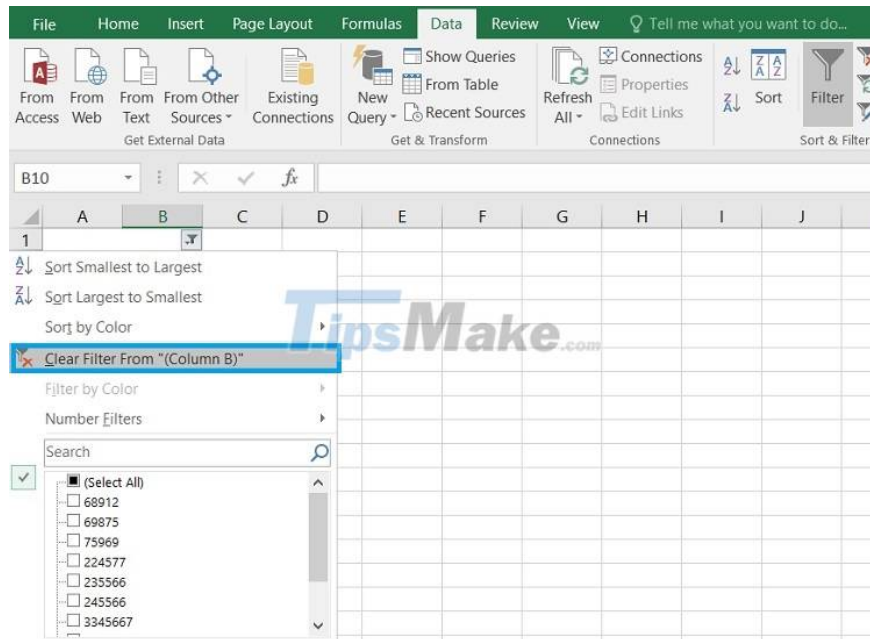 File Home Insert Page Layout Formulas Data Review View Tell me what you want to do...
Show Queries Connections
From Table Properties
From From From From Other Existing New Refresh Sort Filter
Access Web Text Sources Connections Query Recent Sources All Edit Links
Get External Data Get & Transform Connections Sort & Filter
B10 fx
A B C D E F G H I J
1
Sort Smallest to Largest
Sort Largest to Smallest
Sort by Color
TipsMake.com
Clear Filter From "(Column B)"
Filter by Color
Number Filters
Search
(Select All)
68912
69875
75969
224577
235566
245566
3345667